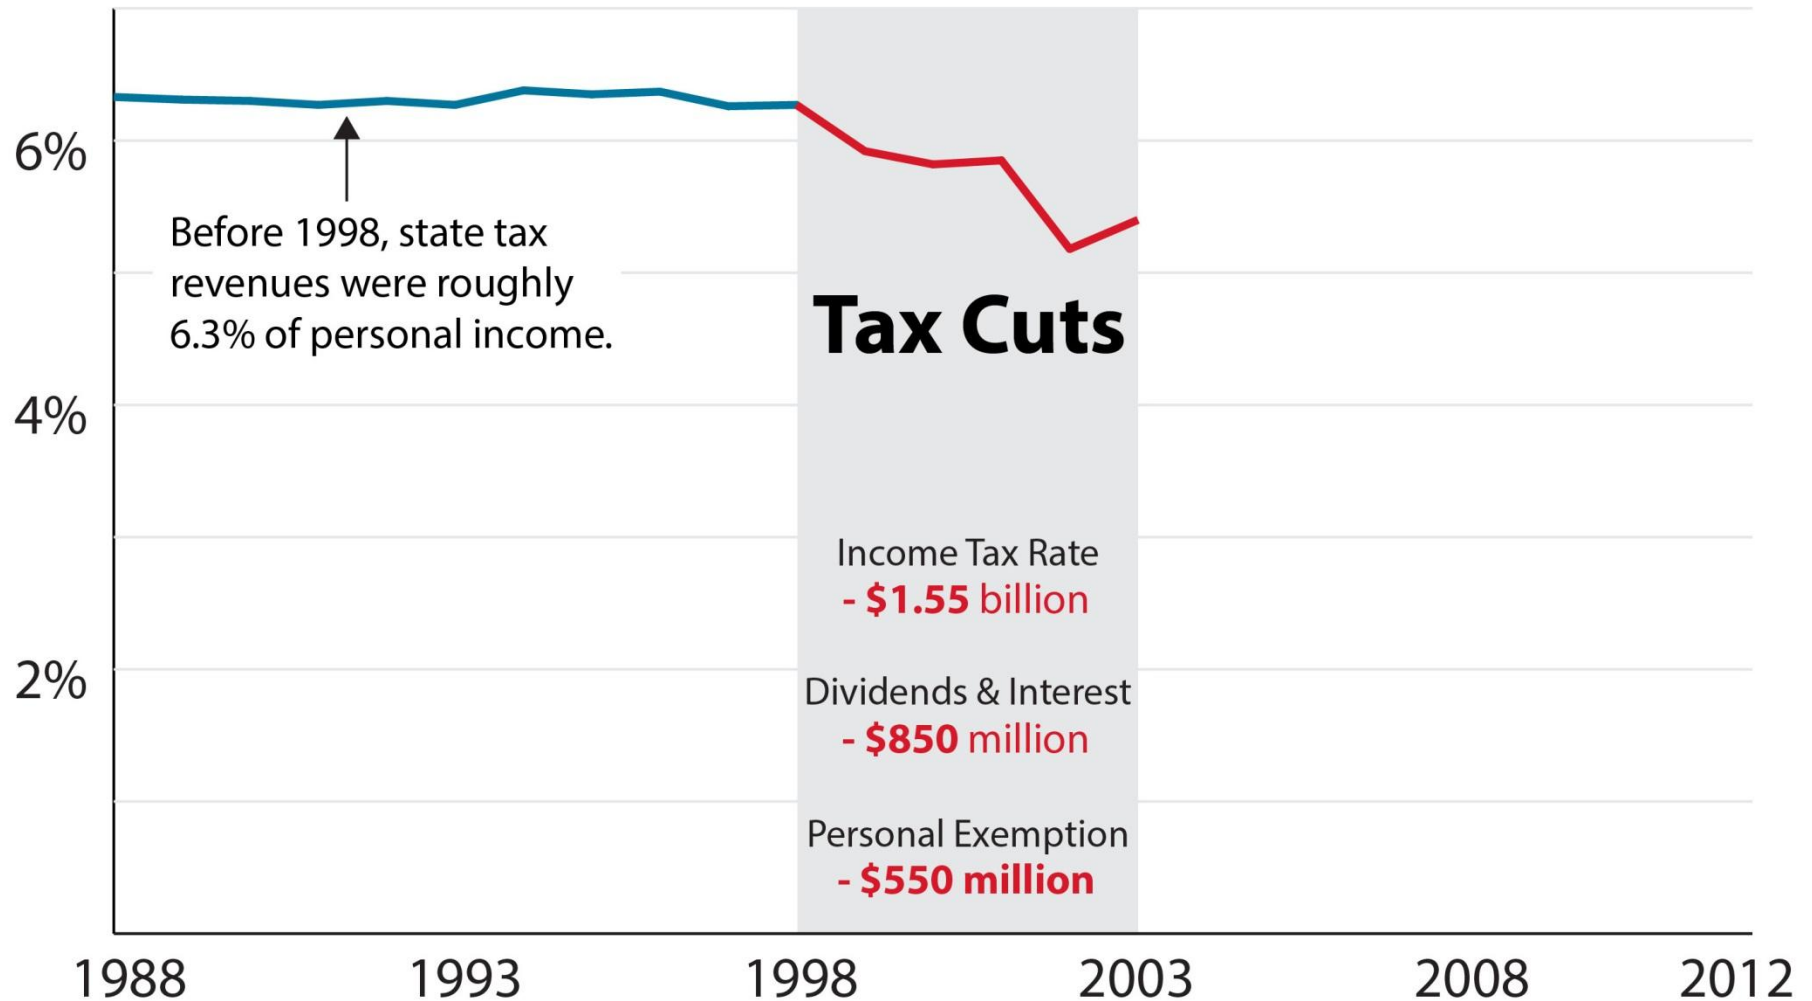 6%
4%
2%
Before 1998, state tax
revenues were roughly
6.3% of personal income.
Tax Cuts
Income Tax Rate
- $1.55 billion
Dividends & Interest
- $850 million
Personal Exemption
- $550 million
1988 1993 1998 2003 2008 2012